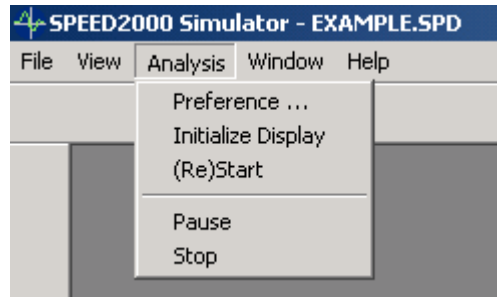 SPEED2000 Simulator - EXAMPLE.SPD
File View Analysis Window Help
Preference ...
Initialize Display
(Re)Start
Pause
Stop